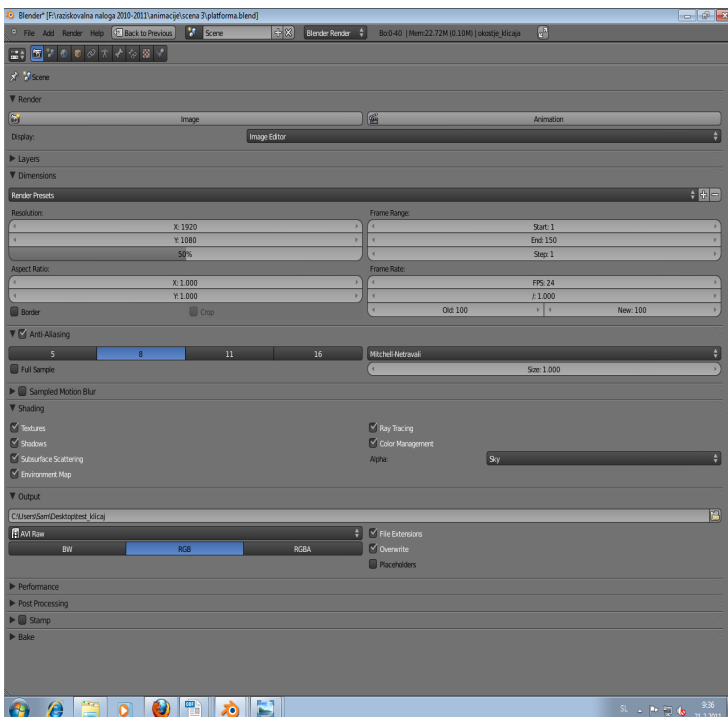 Blender* [F:\raziskovalna naloga 2010-2011\animacije\scena 3\platforma.blend]
File Add Render Help Back to Previous Scene Blender Render Bo:0-40 | Mem:22.72M (0.10M) | okostje_klicaja
Scene
Render
Image Animation
Display: Image Editor
Layers
Dimensions
Render Presets
Resolution: Frame Range:
X: 1920 Start: 1
Y: 1080 End: 150
50% Step: 1
Aspect Ratio: Frame Rate:
X: 1.000 FPS: 24
Y: 1.000 /: 1.000
Border Crop Old: 100 New: 100
Anti-Aliasing
5 8 11 16 Mitchell-Netravali
Full Sample Size: 1.000
Sampled Motion Blur
Shading
Textures Ray Tracing
Shadows Color Management
Subsurface Scattering Alpha: Sky
Environment Map
Output
C:\Users\Sam\Desktop\test_klicaj
AVI Raw File Extensions
BW RGB RGBA Overwrite
Placeholders
Performance
Post Processing
Stamp
Bake
SL 9:36